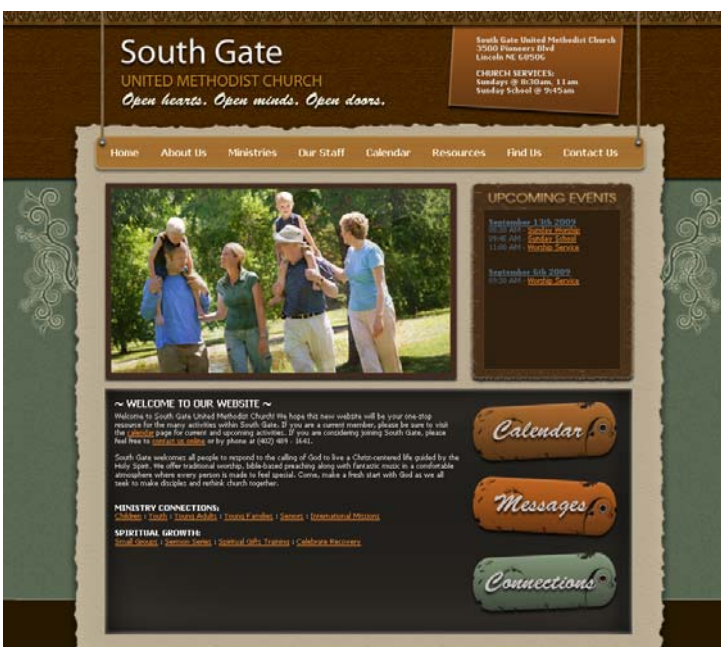 South Gate
UNITED METHODIST CHURCH
Open hearts. Open minds. Open doors.
South Gate United Methodist Church
3500 Pioneers Blvd
Lincoln NE 68506
CHURCH SERVICES:
Sundays @ 8:30am, 11am
Sunday School @ 9:45am
Home About Us Ministries Our Staff Calendar Resources Find Us Contact Us
UPCOMING EVENTS
September 13th 2009
AM - Sunday Worship
09:45 AM - Sunday School
11:00 AM - Worship Service
September 6th 2009
09:30 AM - Worship Service
~ WELCOME TO OUR WEBSITE ~
Welcome to South Gate United Methodist Church! We hope this new website will be your one-stop
resource for the many activities within South Gate. If you are a current member, please be sure to visit
the calendar page for current and upcoming activities. If you are considering joining South Gate, please
feel free to contact us online or by phone at (402) 489 - 1641.
South Gate welcomes all people to respond to the calling of God to live a Christ-centered life guided by the
Holy Spirit. We offer traditional worship, bible-based preaching along with fantastic music in a comfortable
atmosphere where every person is made to feel special. Come, make a fresh start with God as we all
seek to make disciples and rethink church together.
MINISTRY CONNECTIONS:
Children : Youth : Young Adults : Young Families : Seniors : International Missions
SPIRITUAL GROWTH:
Small Groups : Sermon Series : Spiritual Gifts Training : Celebrate Recovery
Calendar
Messages
Connections